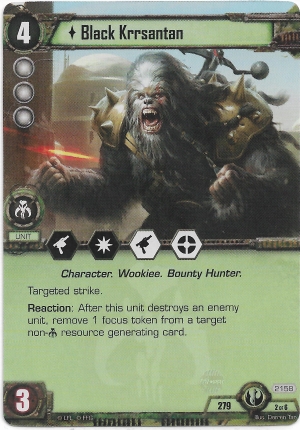 4
Black Krrsantan
UNIT
Character. Wookiee. Bounty Hunter.
Targeted strike.
Reaction: After this unit destroys an enemy
unit, remove 1 focus token from a target
non- resource generating card.
3
279
2158
2 of 6